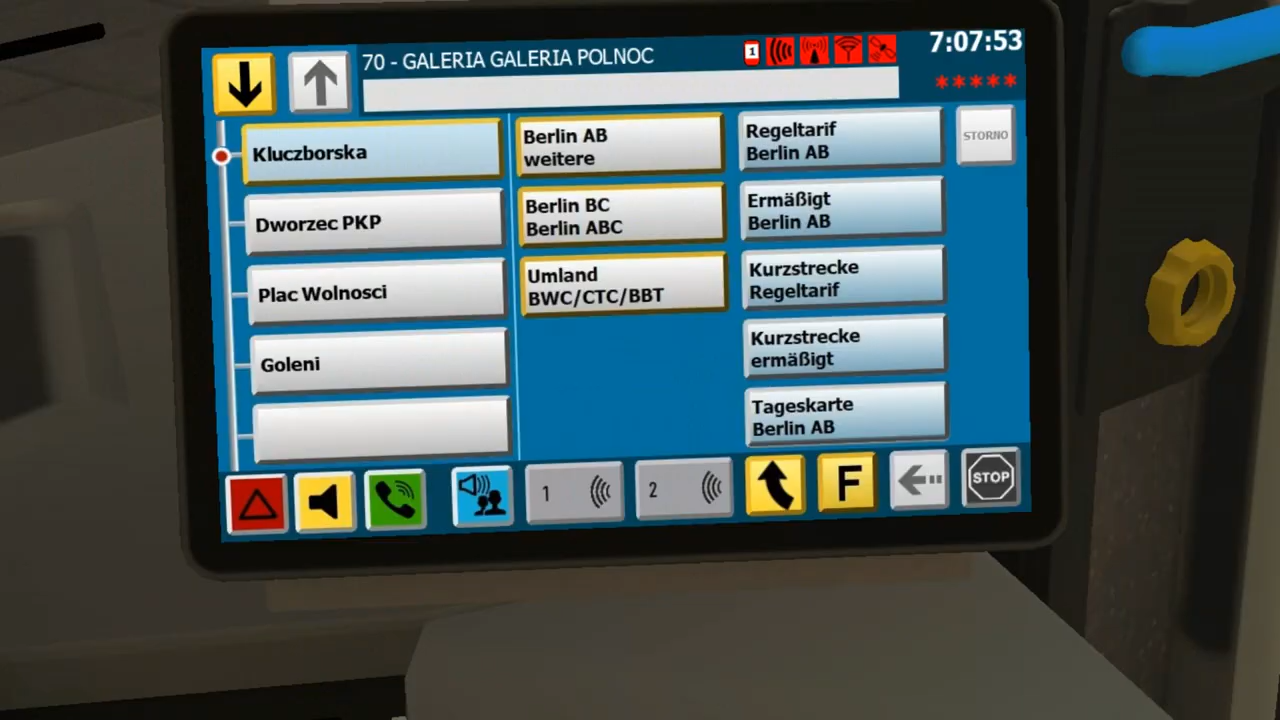 70 - GALERIA GALERIA POLNOC
1
7:07:53
*****
Kluczborska
Dworzec PKP
Plac Wolnosci
Goleni
Berlin AB
weitere
Berlin BC
Berlin ABC
Umland
BWC/CTC/BBT
Regeltarif
Berlin AB
Ermäßigt
Berlin AB
Kurzstrecke
Regeltarif
Kurzstrecke
ermäßigt
Tageskarte
Berlin AB
STORNO
1
2
F
STOP